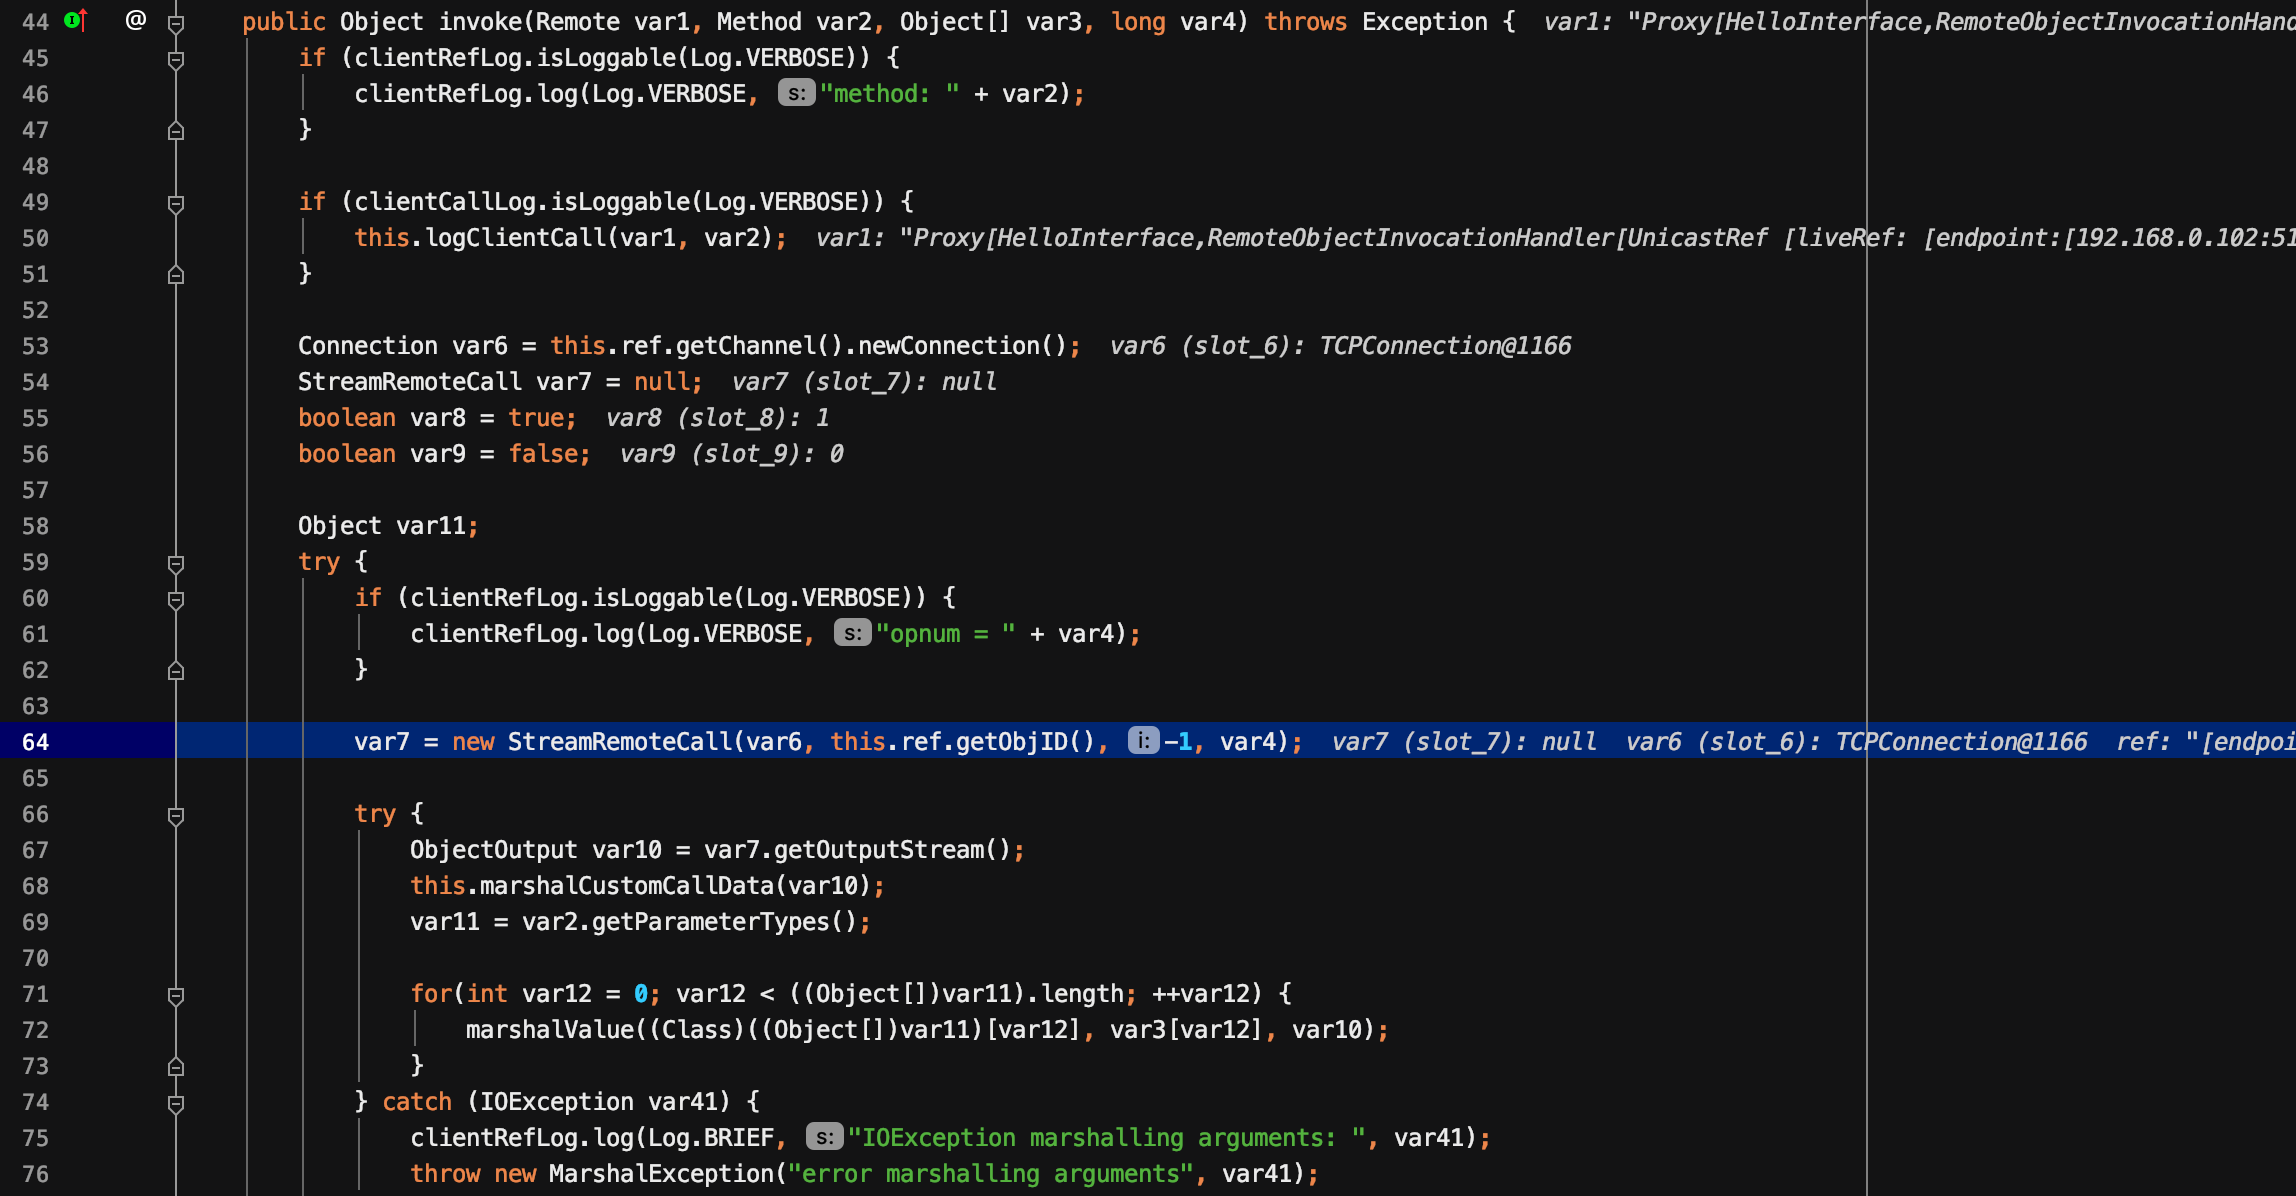 44 @ public Object invoke(Remote var1, Method var2, Object[] var3, long var4) throws Exception { var1: "Proxy[HelloInterface,RemoteObjectInvocationHand
45 if (clientRefLog.isLoggable(Log.VERBOSE)) {
46 clientRefLog.log(Log.VERBOSE, s: "method: " + var2);
47 }
48
49 if (clientCallLog.isLoggable(Log.VERBOSE)) {
50 this.logClientCall(var1, var2); var1: "Proxy[HelloInterface,RemoteObjectInvocationHandler[UnicastRef [liveRef: [endpoint:[192.168.0.102:51
51 }
52
53 Connection var6 = this.ref.getChannel().newConnection(); var6 (slot_6): TCPConnection@1166
54 StreamRemoteCall var7 = null; var7 (slot_7): null
55 boolean var8 = true; var8 (slot_8): 1
56 boolean var9 = false; var9 (slot_9): 0
57
58 Object var11;
59 try {
60 if (clientRefLog.isLoggable(Log.VERBOSE)) {
61 clientRefLog.log(Log.VERBOSE, s: "opnum = " + var4);
62 }
63
64 var7 = new StreamRemoteCall(var6, this.ref.getObjID(), i: -1, var4); var7 (slot_7): null var6 (slot_6): TCPConnection@1166 ref: "[endpoi
65
66 try {
67 ObjectOutput var10 = var7.getOutputStream();
68 this.marshalCustomCallData(var10);
69 var11 = var2.getParameterTypes();
70
71 for(int var12 = 0; var12 < ((Object[])var11).length; ++var12) {
72 marshalValue((Class)((Object[])var11)[var12], var3[var12], var10);
73 }
74 } catch (IOException var41) {
75 clientRefLog.log(Log.BRIEF, s: "IOException marshalling arguments: ", var41);
76 throw new MarshalException("error marshalling arguments", var41);